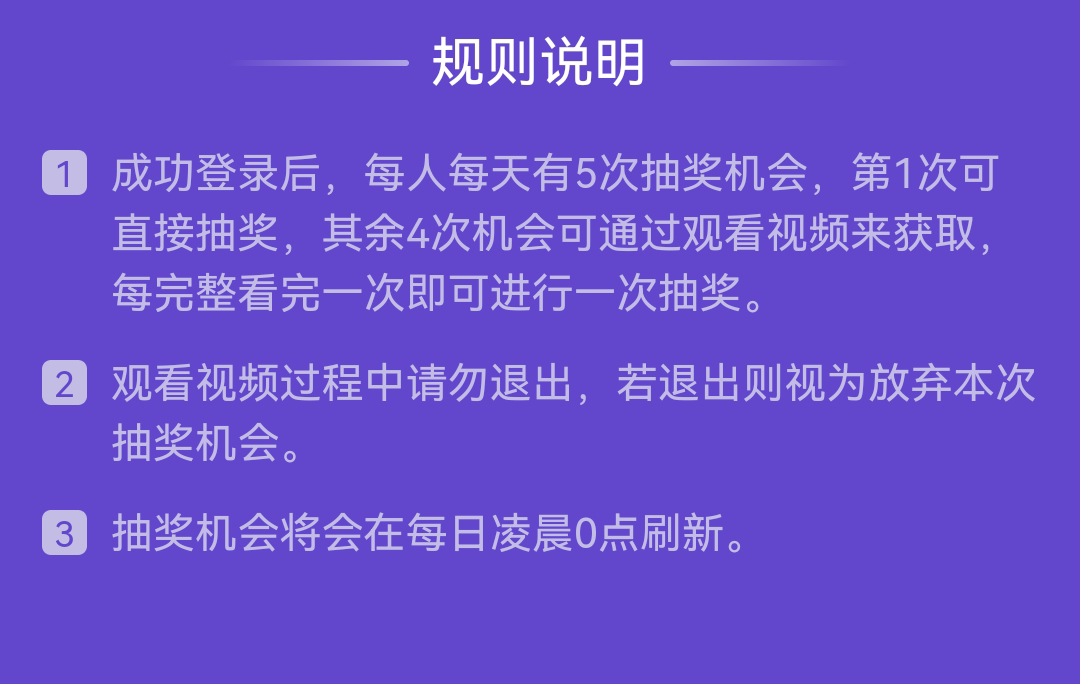 规则说明
1 成功登录后，每人每天有5次抽奖机会，第1次可
直接抽奖，其余4次机会可通过观看视频来获取，
每完整看完一次即可进行一次抽奖。
2 观看视频过程中请勿退出，若退出则视为放弃本次
抽奖机会。
3 抽奖机会将会在每日凌晨0点刷新。